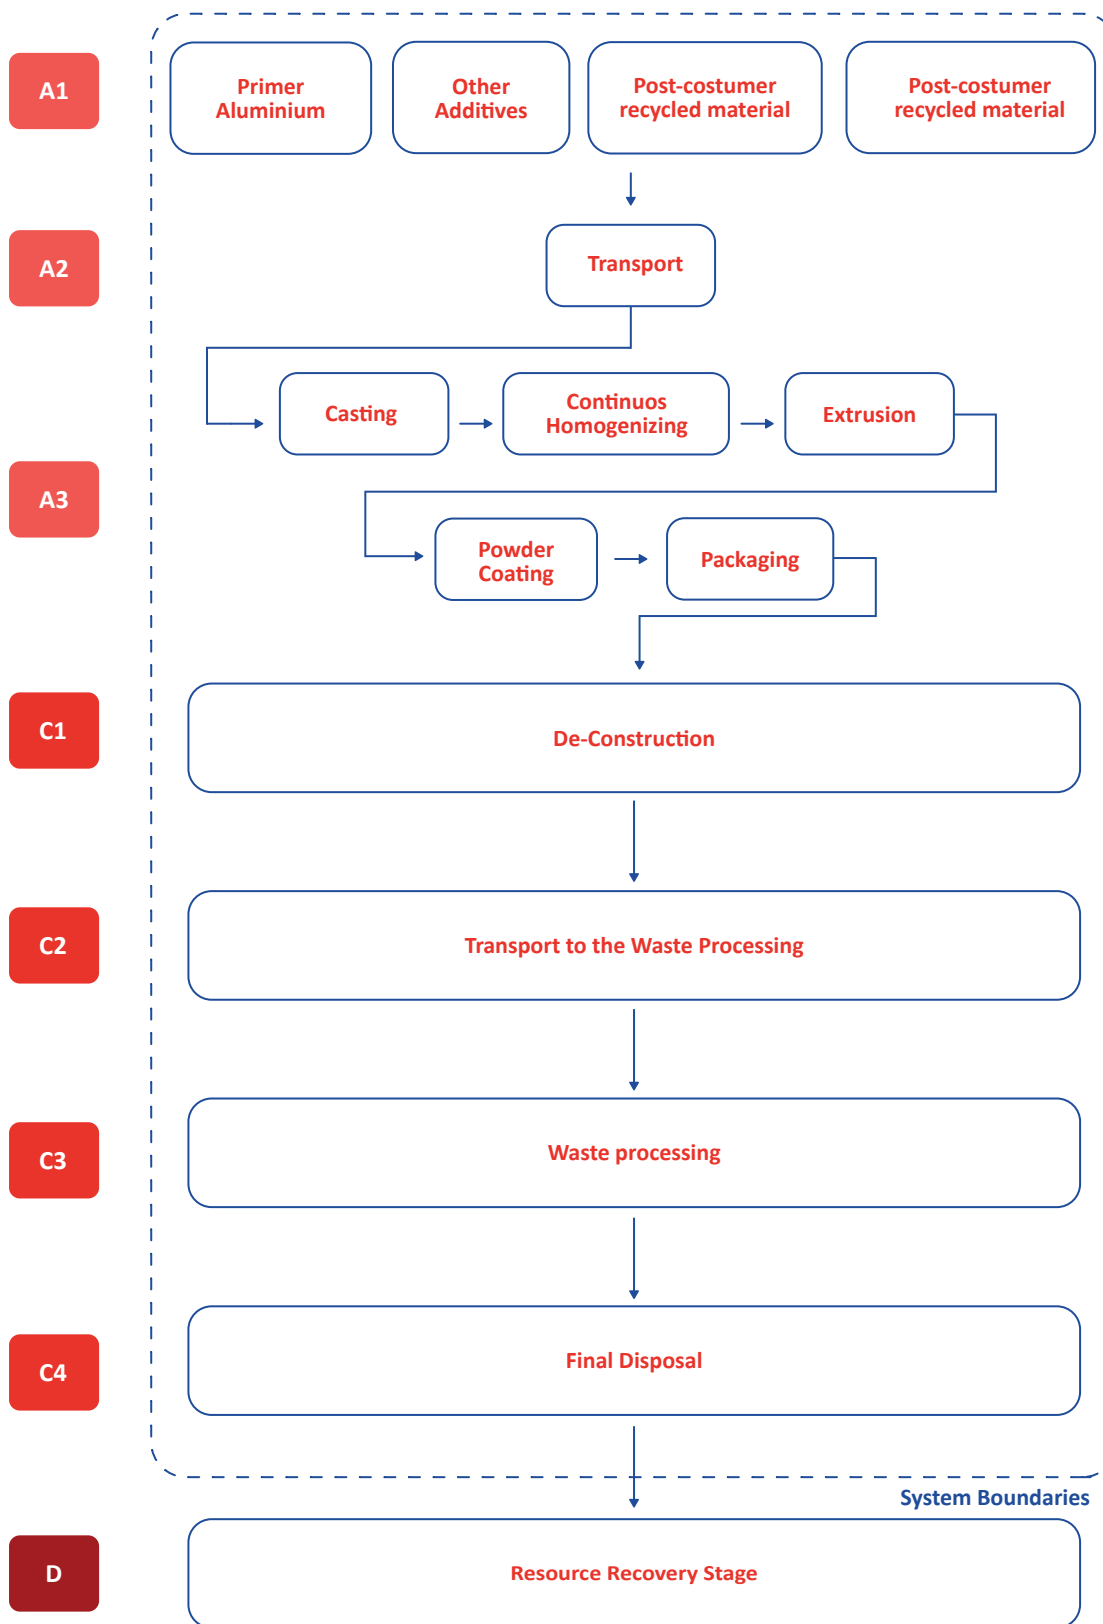 A1
Primer
Aluminium
Other
Additives
Post-costumer
recycled material
Post-costumer
recycled material
A2
Transport
Casting
Continuos
Homogenizing
Extrusion
A3
Powder
Coating
Packaging
C1
De-Construction
C2
Transport to the Waste Processing
C3
Waste processing
C4
Final Disposal
System Boundaries
D
Resource Recovery Stage